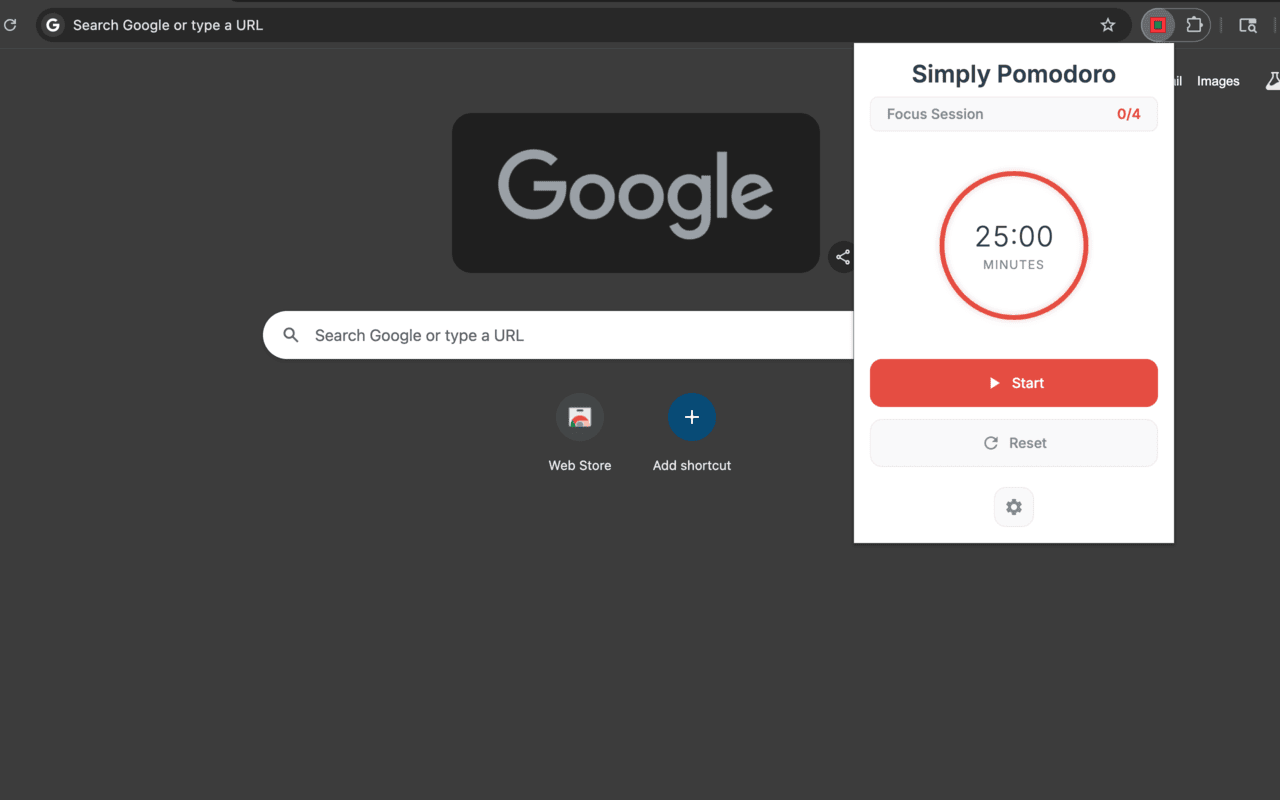 Search Google or type a URL
Simply Pomodoro
Images
Focus Session 0/4
Google
25:00
MINUTES
Search Google or type a URL
Start
Reset
Web Store
Add shortcut